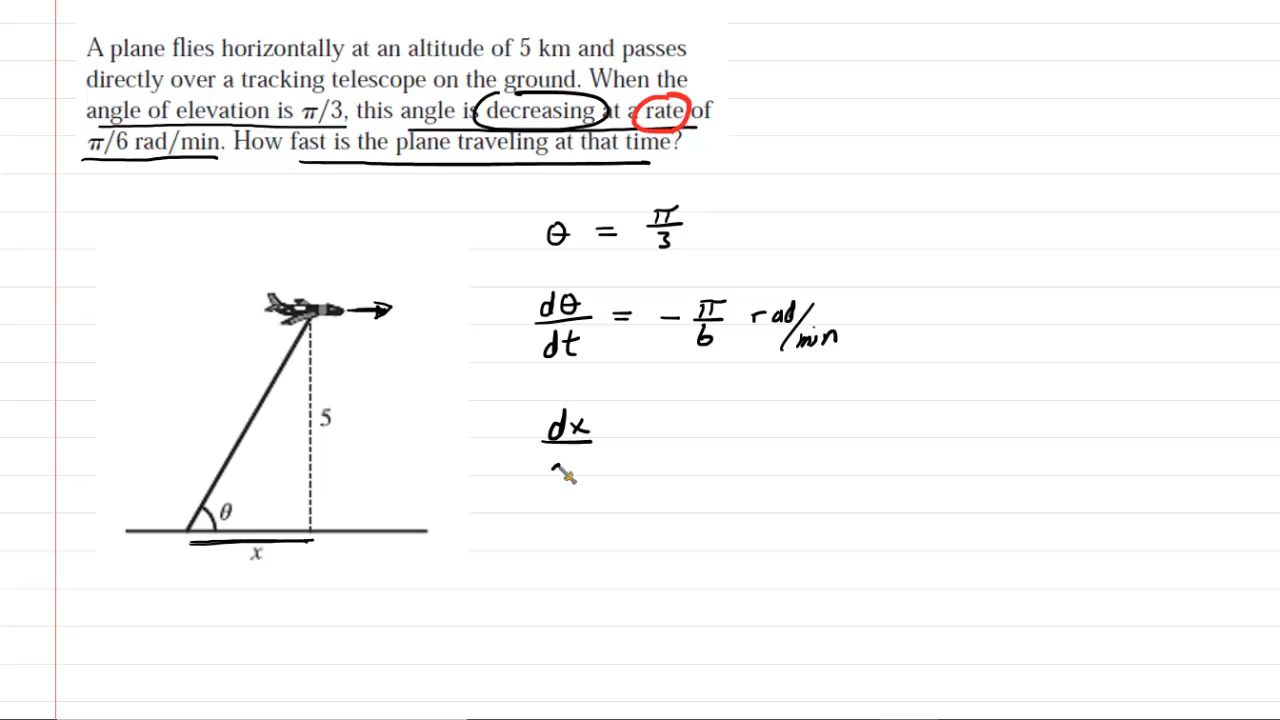 A plane flies horizontally at an altitude of 5 km and passes
directly over a tracking telescope on the ground. When the
angle of elevation is π/3, this angle is decreasing at a rate of
π/6 rad/min. How fast is the plane traveling at that time?
θ = π/3
dθ/dt = - π/6 rad/min
dx
5
θ
x